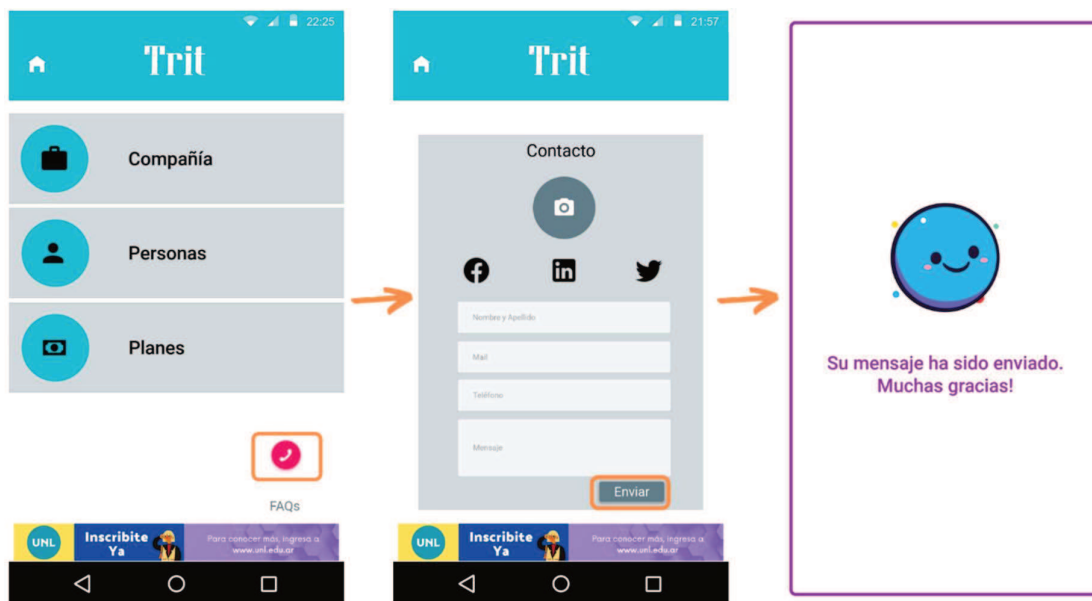 22:25
Trit
Compañía
Personas
Planes
FAQs
UNL
Inscribite
Ya
Para conocer más, ingresa a
www.unl.edu.ar
21:57
Trit
Contacto
Nombre y Apellido
Mail
Teléfono
Mensaje
Enviar
UNL
Inscribite
Ya
Para conocer más, ingresa a
www.unl.edu.ar
Su mensaje ha sido enviado.
Muchas gracias!